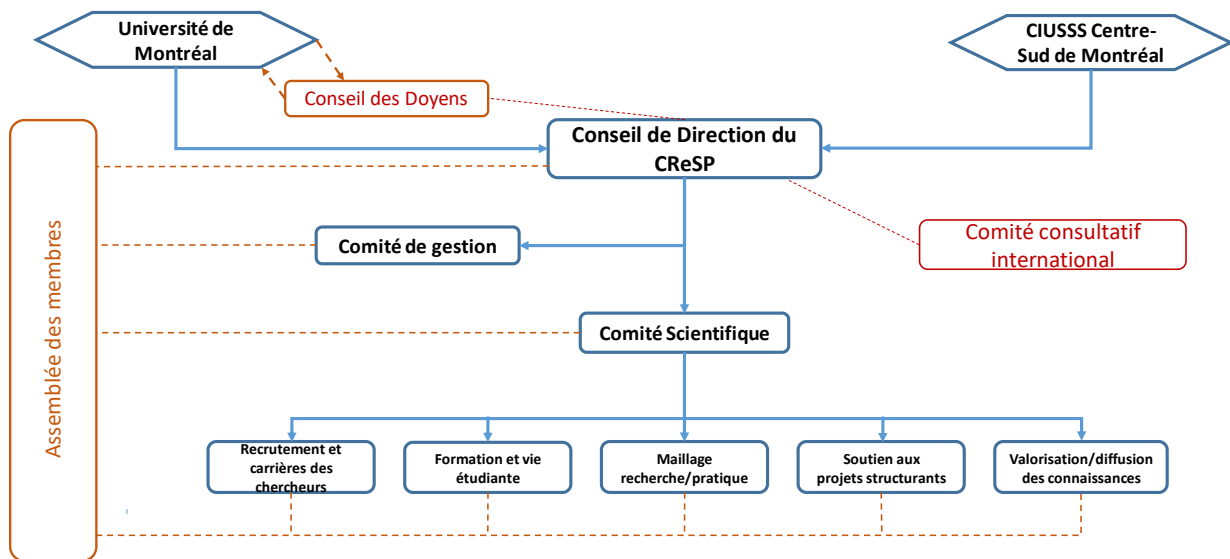 Université de
Montréal
CIUSSS Centre-
Sud de Montréal
Conseil des Doyens
Conseil de Direction du
CReSP
Assemblée des membres
Comité de gestion
Comité consultatif
international
Comité Scientifique
Recrutement et
carrières des
chercheurs
Formation et vie
étudiante
Maillage
recherche/pratique
Soutien aux
projets structurants
Valorisation/diffusion
des connaissances